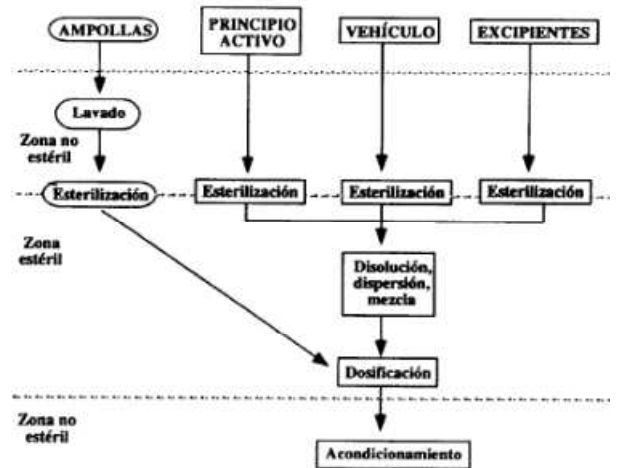 AMPOLLAS
PRINCIPIO
ACTIVO
VEHÍCULO
EXCIPIENTES
Lavado
Zona no
estéril
Esterilización
Esterilización
Esterilización
Esterilización
Zona
estéril
Disolución,
dispersión,
mezcla
Dosificación
Zona no
estéril
Acondicionamiento